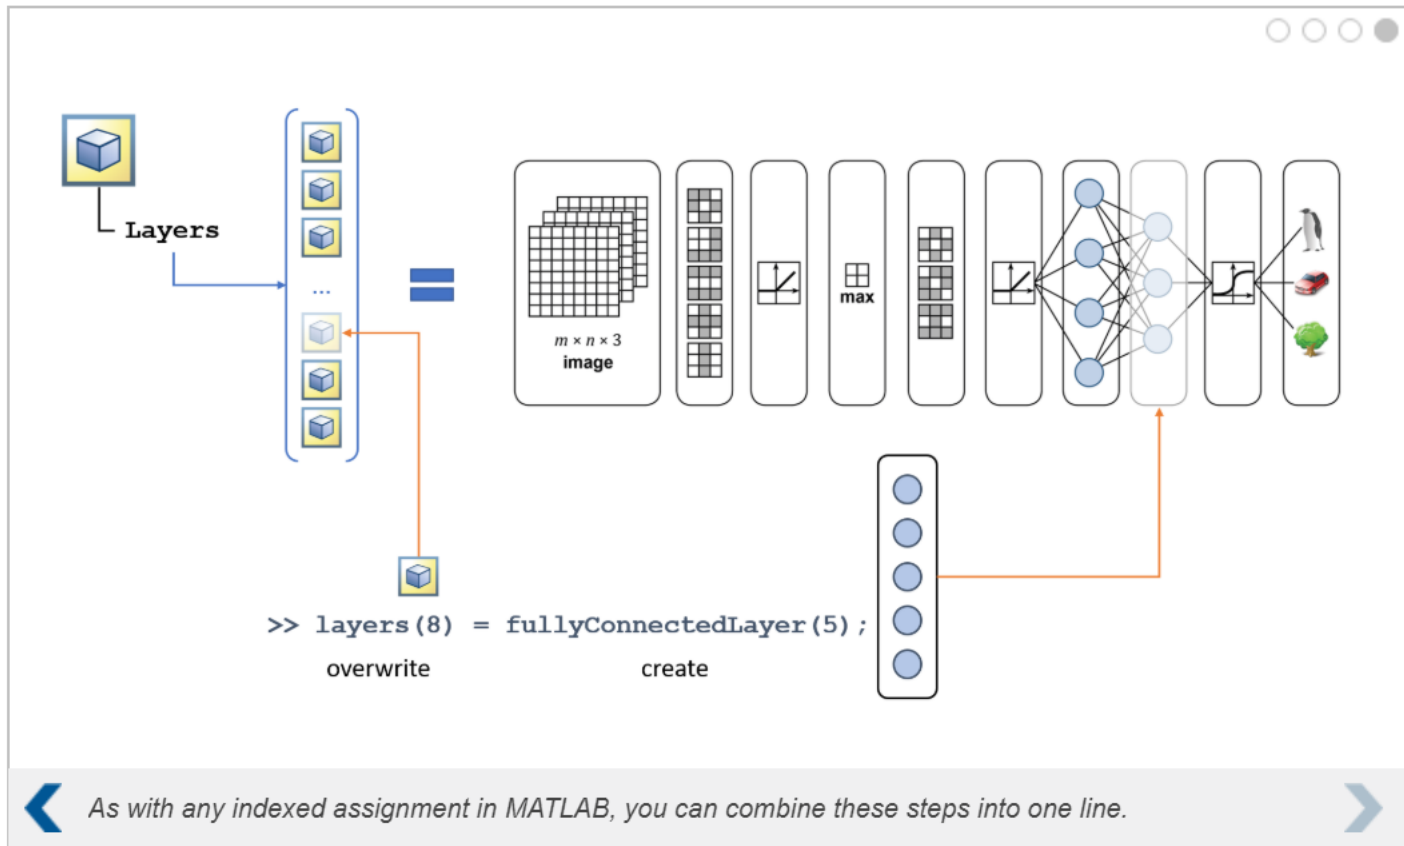 Layers
...
m × n × 3
image
max
>> layers(8) = fullyConnectedLayer(5);
overwrite
create
As with any indexed assignment in MATLAB, you can combine these steps into one line.